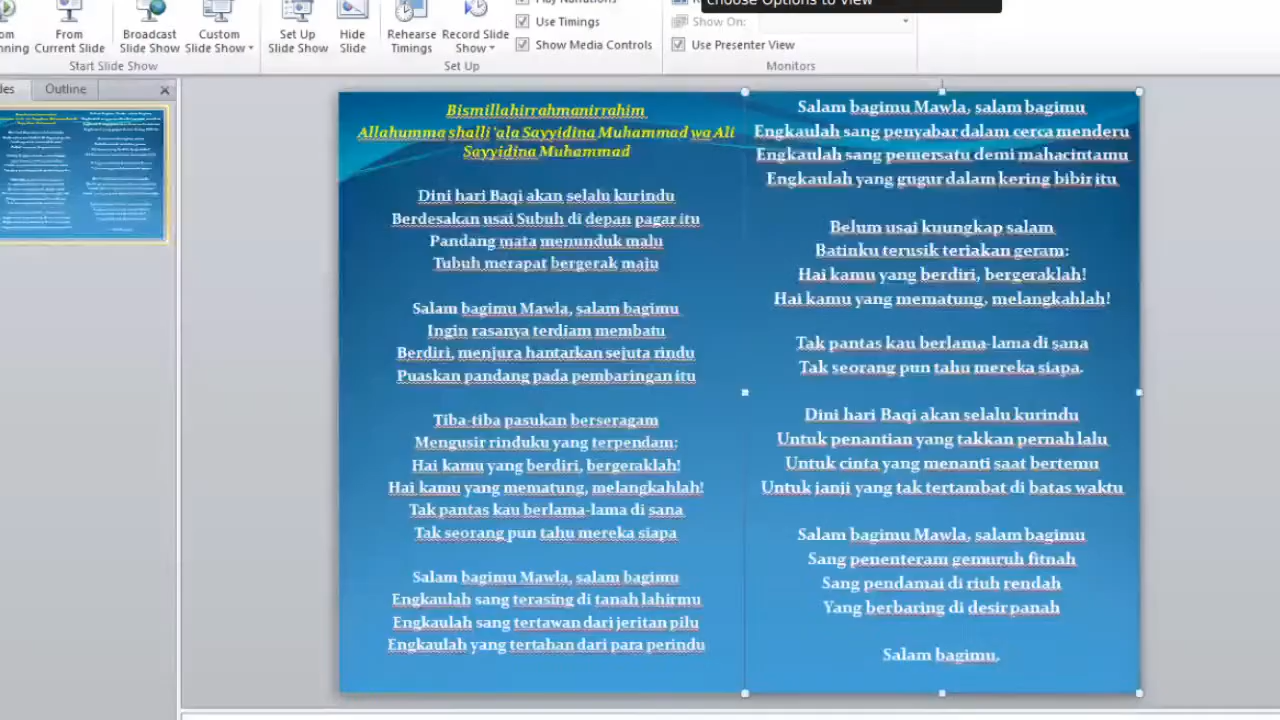 choose Options to View
From
Current Slide
Broadcast
Slide Show
Custom
Slide Show
Set Up
Slide Show
Hide
Slide
Rehearse
Timings
Record Slide
Show
Play Narrations
Use Timings
Show Media Controls
Show On:
Use Presenter View
Start Slide Show
Set Up
Monitors
Outline
Bismillahirrahmanirrahim
Allahumma shalli 'ala Sayyidina Muhammad wa Ali
Sayyidina Muhammad
Dini hari Baqi akan selalu kurindu
Berdesakan usai Subuh di depan pagar itu
Pandang mata menunduk malu
Tubuh merapat bergerak maju
Salam bagimu Mawla, salam bagimu
Ingin rasanya terdiam membatu
Berdiri, menjura hantarkan sejuta rindu
Puaskan pandang pada pembaringan itu
Tiba-tiba pasukan berseragam
Mengusir rinduku yang terpendam:
Hai kamu yang berdiri, bergeraklah!
Hai kamu yang mematung, melangkahlah!
Tak pantas kau berlama-lama di sana
Tak seorang pun tahu mereka siapa
Salam bagimu Mawla, salam bagimu
Engkaulah sang terasing di tanah lahirmu
Engkaulah sang tertawan dari jeritan pilu
Engkaulah yang tertahan dari para perindu
Salam bagimu Mawla, salam bagimu
Engkaulah sang penyabar dalam cerca menderu
Engkaulah sang pemersatu demi mahacintamu
Engkaulah yang gugur dalam kering bibir itu
Belum usai kuungkap salam
Batinku terusik teriakan geram:
Hai kamu yang berdiri, bergeraklah!
Hai kamu yang mematung, melangkahlah!
Tak pantas kau berlama-lama di sana
Tak seorang pun tahu mereka siapa.
Dini hari Baqi akan selalu kurindu
Untuk penantian yang takkan pernah lalu
Untuk cinta yang menanti saat bertemu
Untuk janji yang tak tertambat di batas waktu
Salam bagimu Mawla, salam bagimu
Sang penenteram gemuruh fitnah
Sang pendamai di riuh rendah
Yang berbaring di desir panah
Salam bagimu.